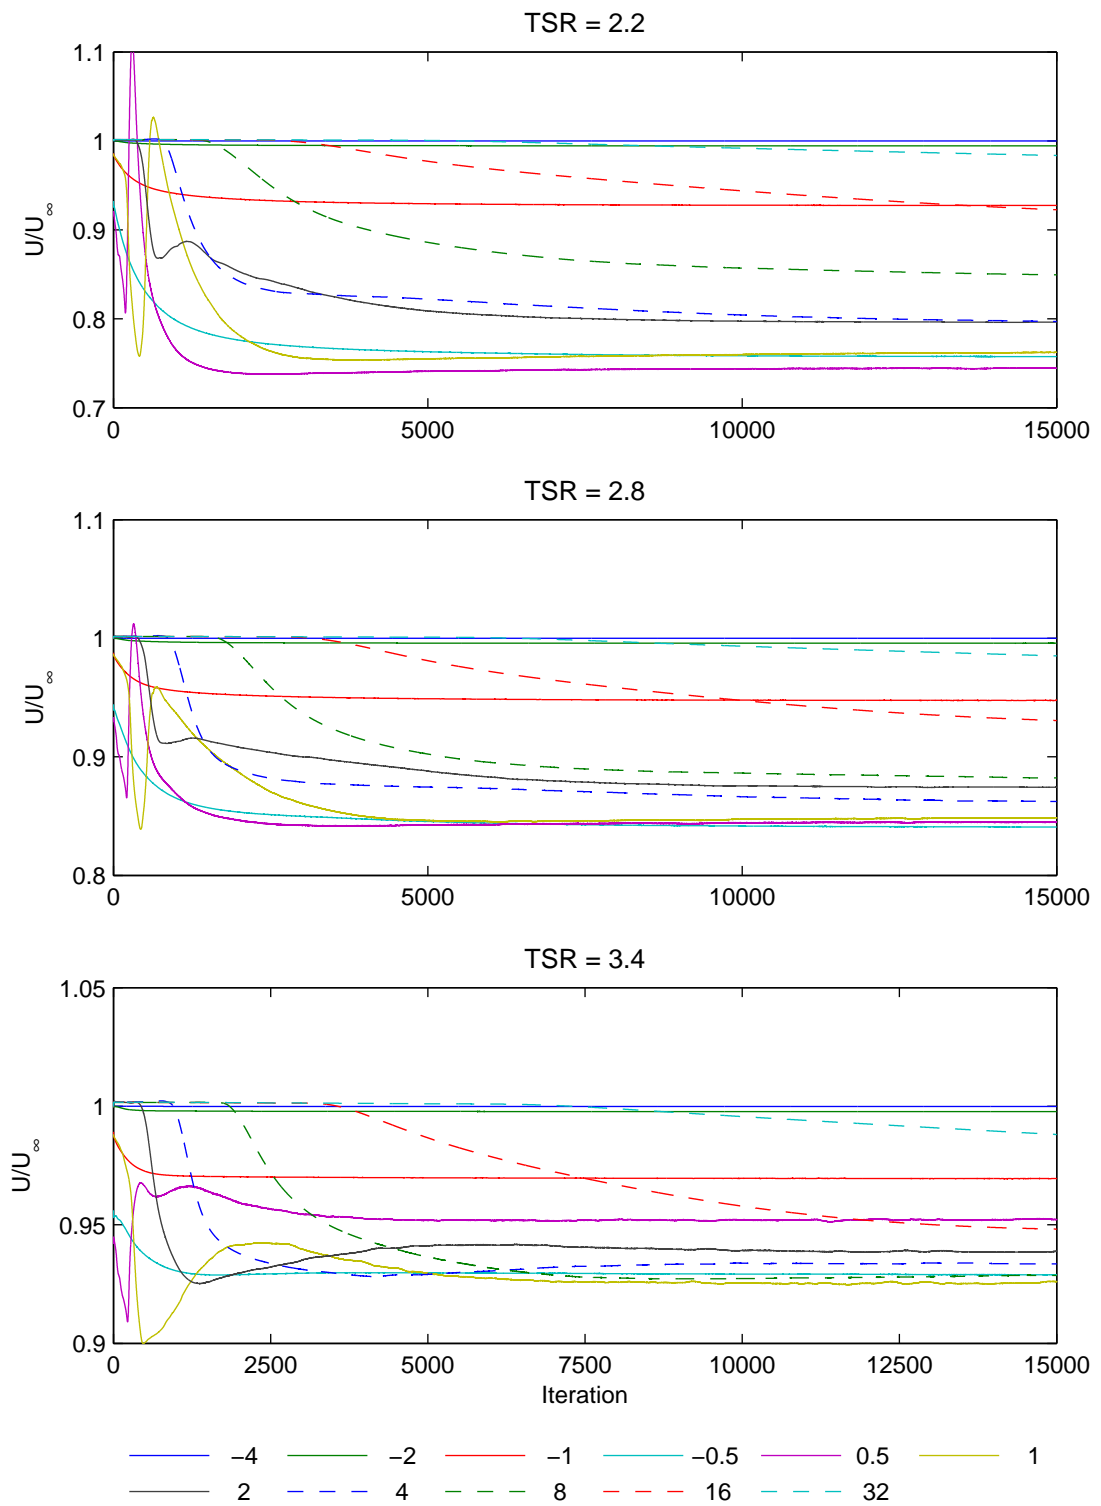 TSR = 2.2
1.1
1
0.9
0.8
0.7
U/U∞
0 5000 10000 15000
TSR = 2.8
1.1
1
0.9
0.8
U/U∞
0 5000 10000 15000
TSR = 3.4
1.05
1
0.95
0.9
U/U∞
0 2500 5000 7500 10000 12500 15000
Iteration
−4 −2 −1 −0.5 0.5 1
2 4 8 16 32